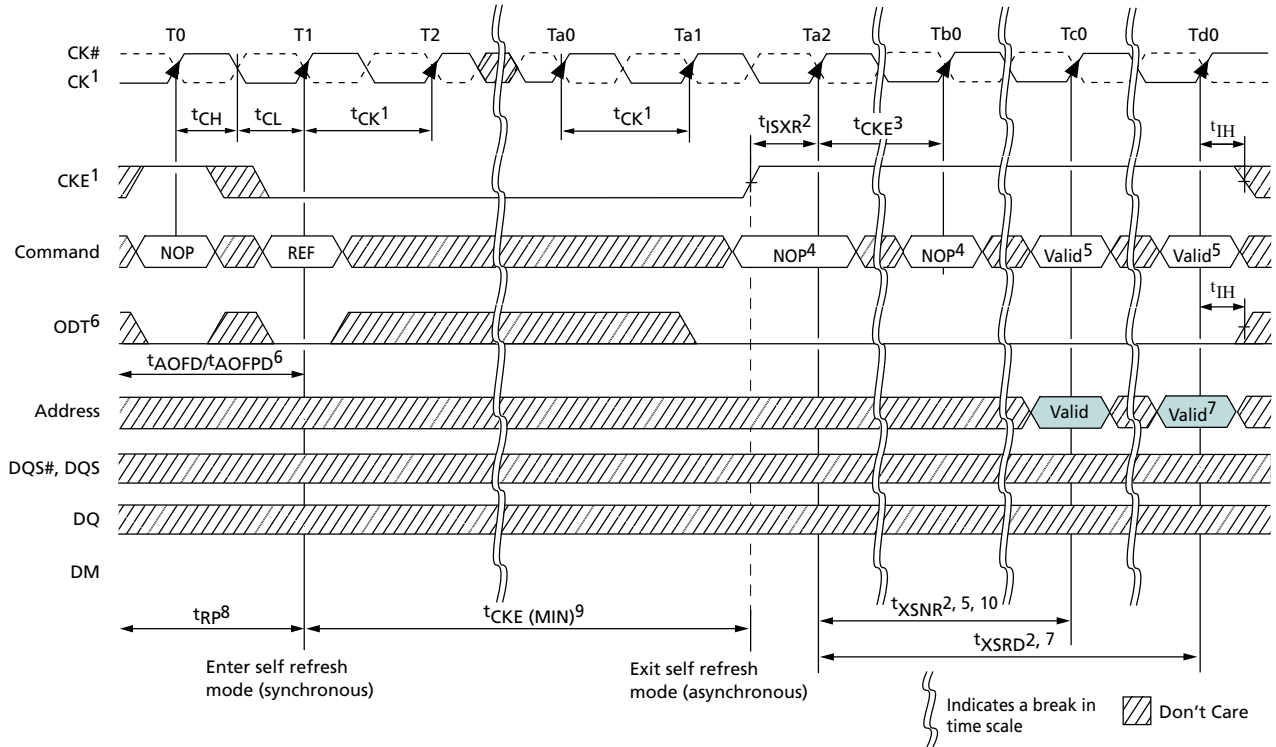 T0 T1 T2 Ta0 Ta1 Ta2 Tb0 Tc0 Td0
CK#
CK¹
tCH tCL tCK¹ tCK¹ tISXR² tCKE³ tIH
CKE¹
Command NOP REF NOP⁴ NOP⁴ Valid⁵ Valid⁵
tIH
ODT⁶
tAOFD/tAOFPD⁶
Address Valid Valid⁷
DQS#, DQS
DQ
DM
tRP⁸ tCKE (MIN)⁹ tXSNR², ⁵, ¹⁰
tXSRD², ⁷
Enter self refresh
mode (synchronous)
Exit self refresh
mode (asynchronous)
Indicates a break in
time scale
Don't Care